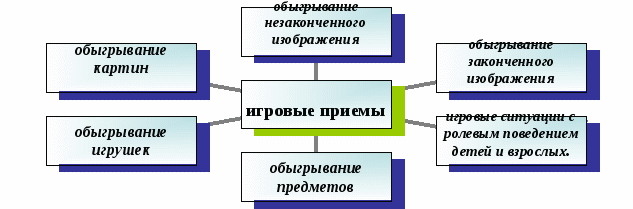 обыгрывание
незаконченного
изображения
обыгрывание
картин
обыгрывание
законченного
изображения
игровые приемы
обыгрывание
игрушек
игровые ситуации с
ролевым поведением
детей и взрослых.
обыгрывание
предметов